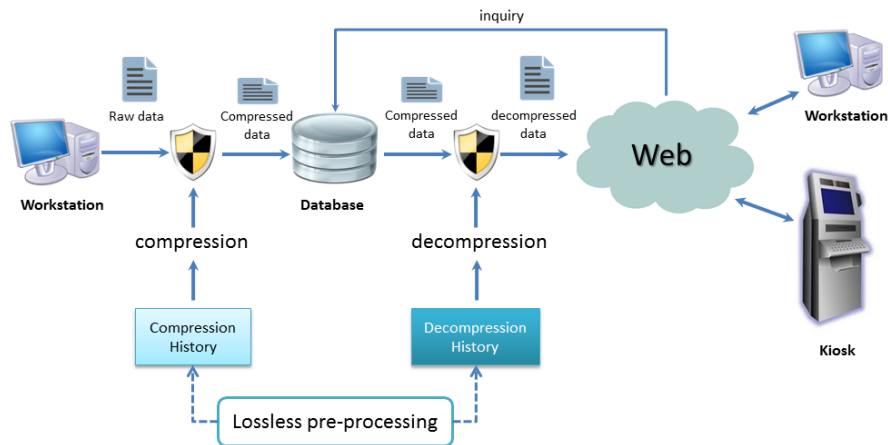 inquiry
Raw data
Compressed
data
Compressed
data
decompressed
data
Workstation
Web
Workstation
Database
compression
decompression
Compression
History
Decompression
History
Kiosk
Lossless pre-processing